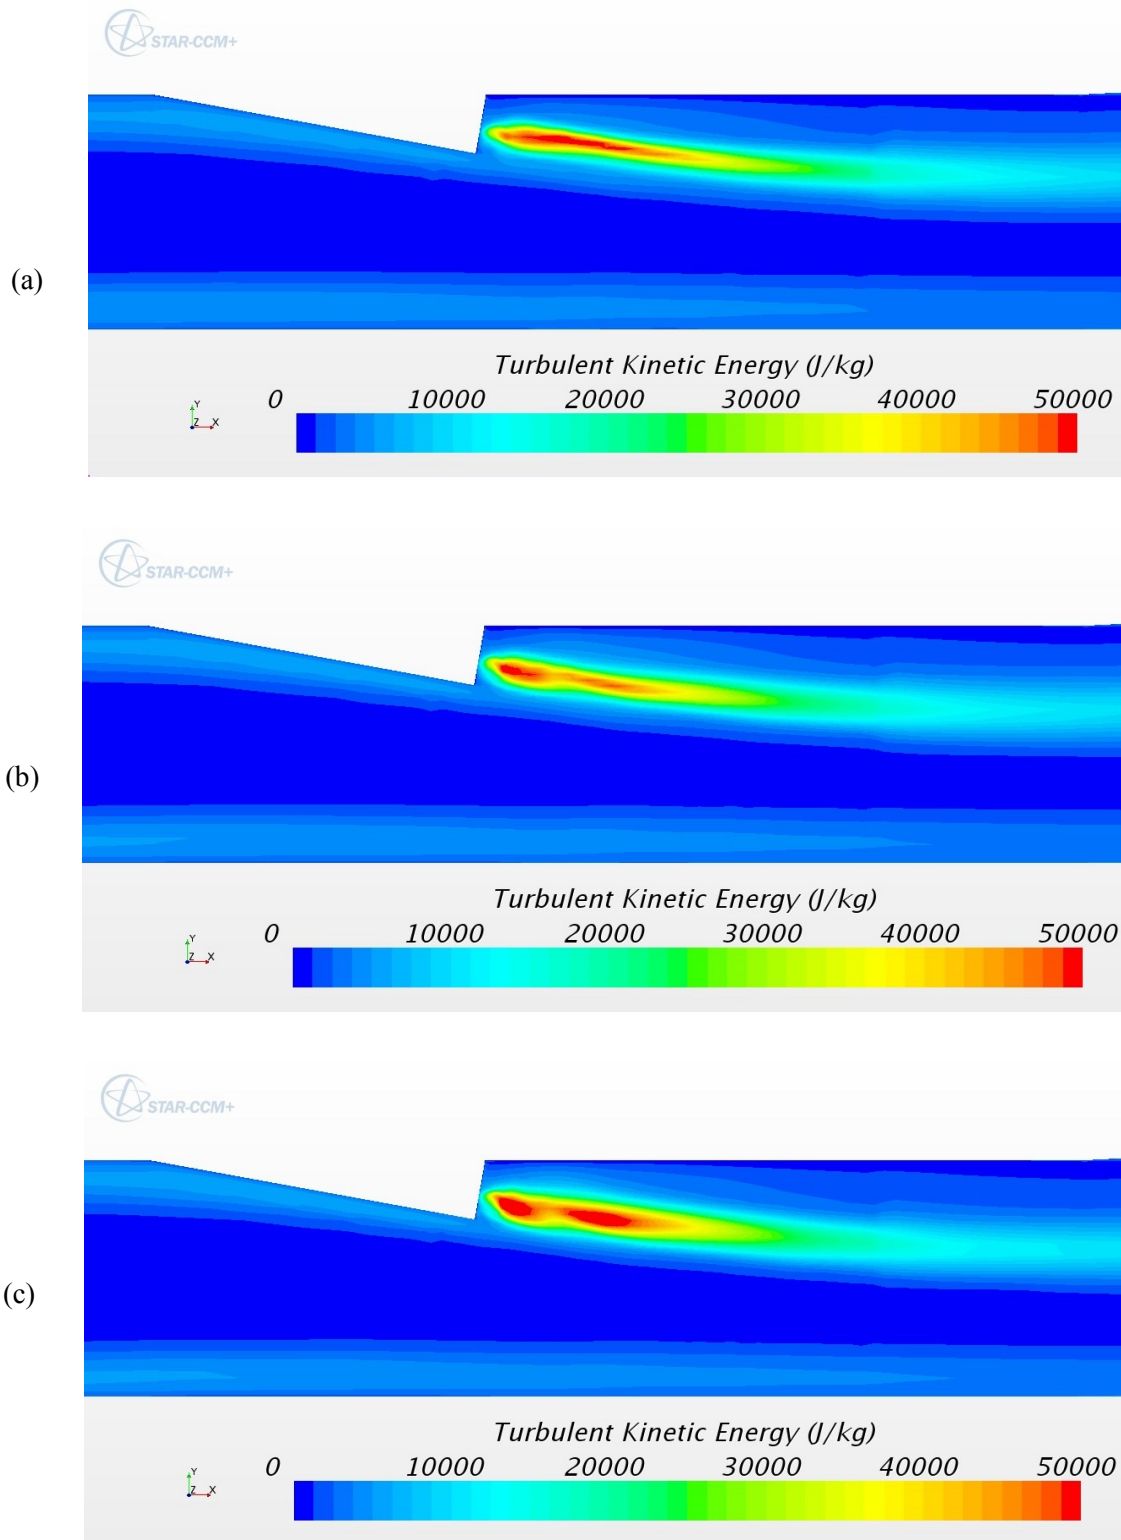 STAR-CCM+
(a)
Turbulent Kinetic Energy (J/kg)
0 10000 20000 30000 40000 50000
Y
Z X
STAR-CCM+
(b)
Turbulent Kinetic Energy (J/kg)
0 10000 20000 30000 40000 50000
Y
Z X
STAR-CCM+
(c)
Turbulent Kinetic Energy (J/kg)
0 10000 20000 30000 40000 50000
Y
Z X